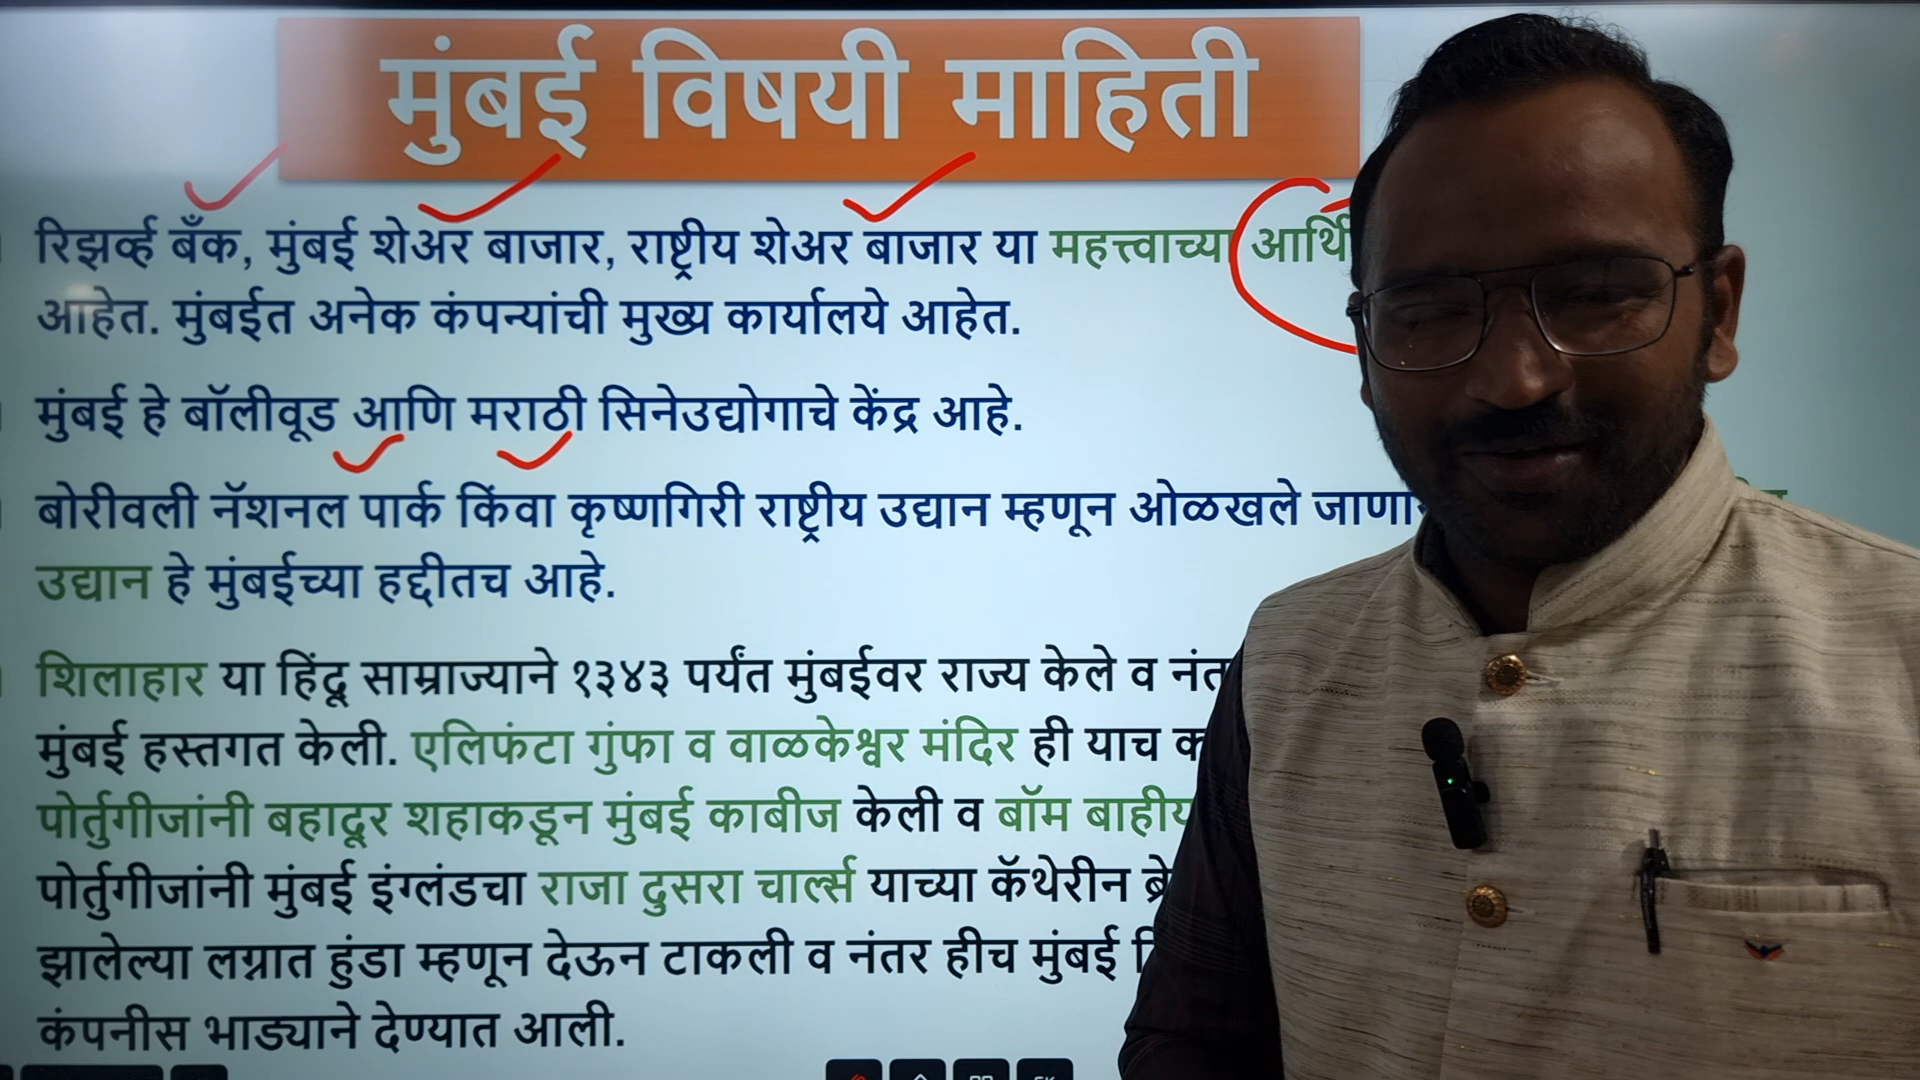 मुंबई विषयी माहिती
रिझर्व्ह बँक, मुंबई शेअर बाजार, राष्ट्रीय शेअर बाजार या महत्त्वाच्या
आहेत. मुंबईत अनेक कंपन्यांची मुख्य कार्यालये आहेत.
मुंबई हे बॉलीवूड आणि मराठी सिनेउद्योगाचे केंद्र आहे.
बोरीवली नॅशनल पार्क किंवा कृष्णगिरी राष्ट्रीय उद्यान म्हणून ओळखले
उद्यान हे मुंबईच्या हद्दीतच आहे.
शिलाहार या हिंदू साम्राज्याने १३४३ पर्यंत मुंबईवर राज्य केले व
मुंबई हस्तगत केली. एलिफंटा गुंफा व वाळकेश्वर मंदिर ही याच
पोर्तुगीजांनी बहादूर शहाकडून मुंबई काबीज केली व बॉम
पोर्तुगीजांनी मुंबई इंग्लंडचा राजा दुसरा चार्ल्स याच्या कॅथेरीन
झालेल्या लग्नात हुंडा म्हणून देऊन टाकली व नंतर हीच मुंबई
कंपनीस भाड्याने देण्यात आली.